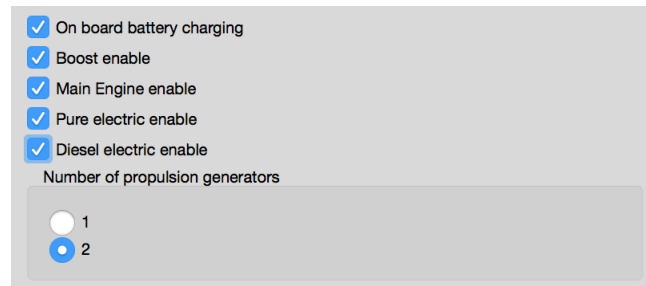 On board battery charging
Boost enable
Main Engine enable
Pure electric enable
Diesel electric enable
Number of propulsion generators
1
2